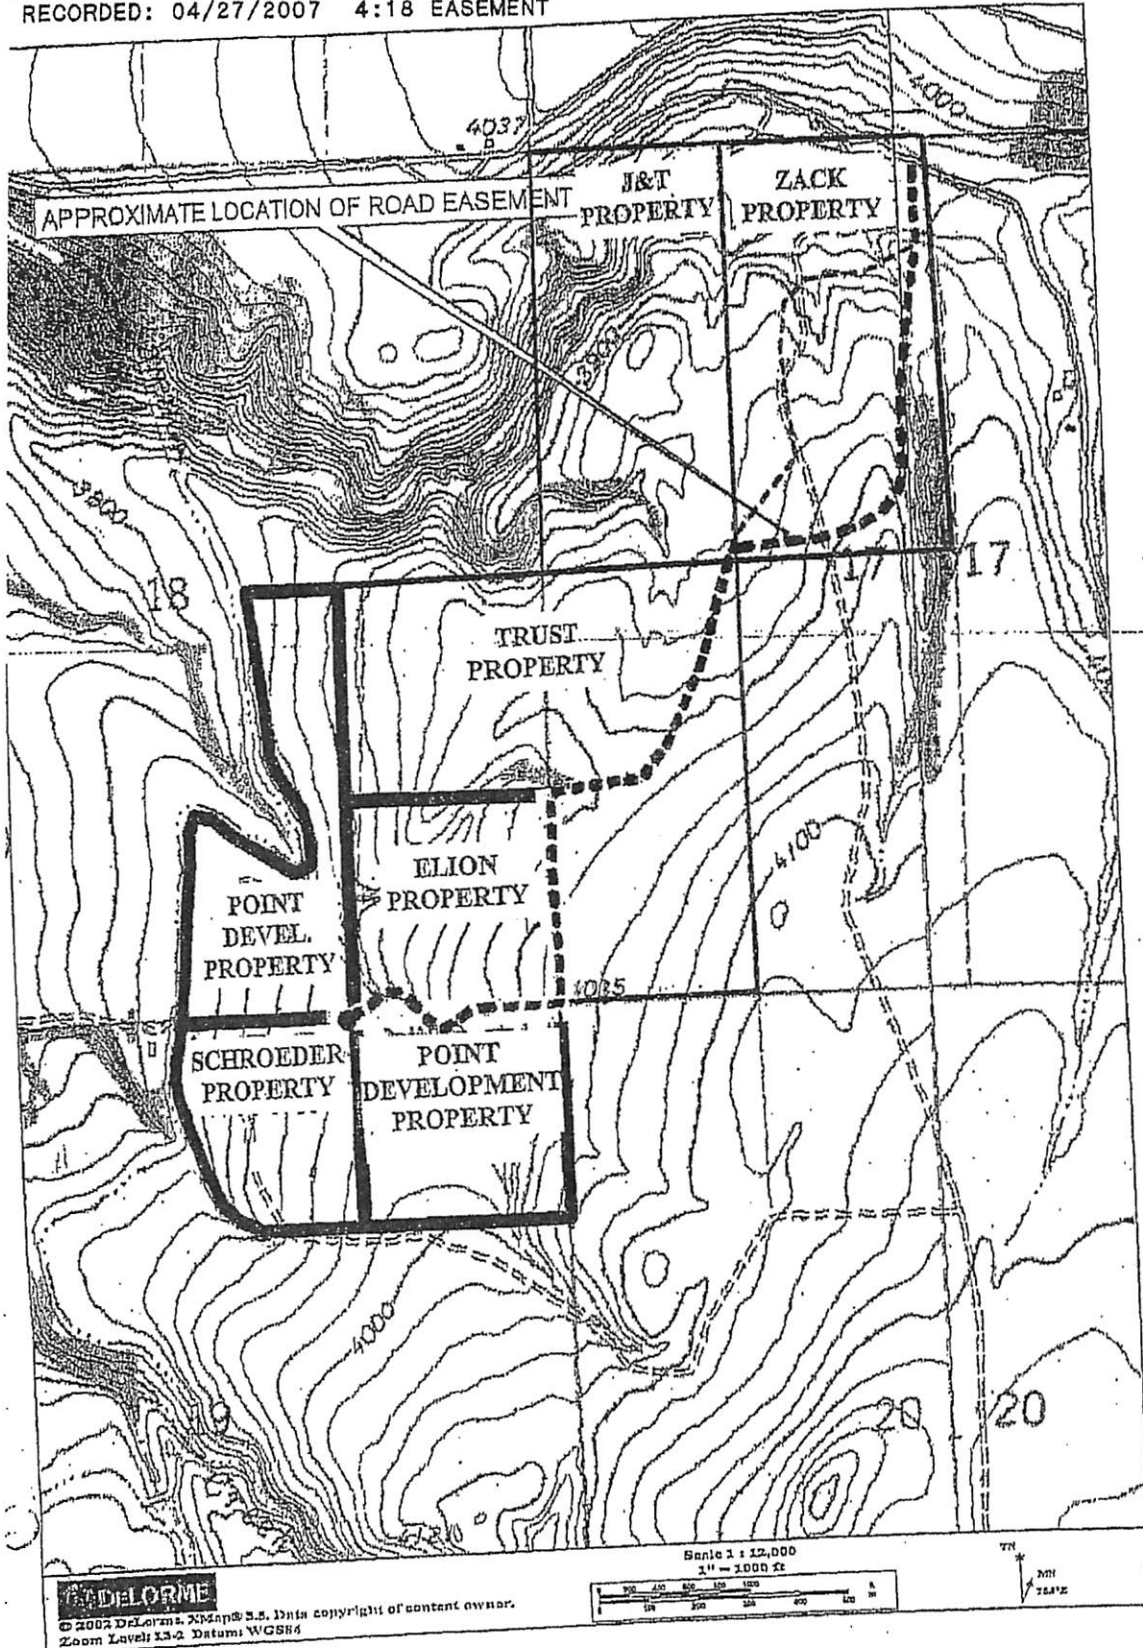 RECORDED: 04/27/2007 4:18 EASEMENT
4000
4037
J&T
PROPERTY
ZACK
PROPERTY
APPROXIMATE LOCATION OF ROAD EASEMENT
3800
18
17
TRUST
PROPERTY
4100
ELION
PROPERTY
POINT
DEVEL.
PROPERTY
SCHROEDER
PROPERTY
POINT
DEVELOPMENT
PROPERTY
4000
20
20
DELORME
© 2002 DeLorme. XMap® 3.5. Data copyright of content owner.
Zoom Level: 13-2 Datum: WGS84
Scale 1 : 12,000
1" = 1000 ft
TN
MN